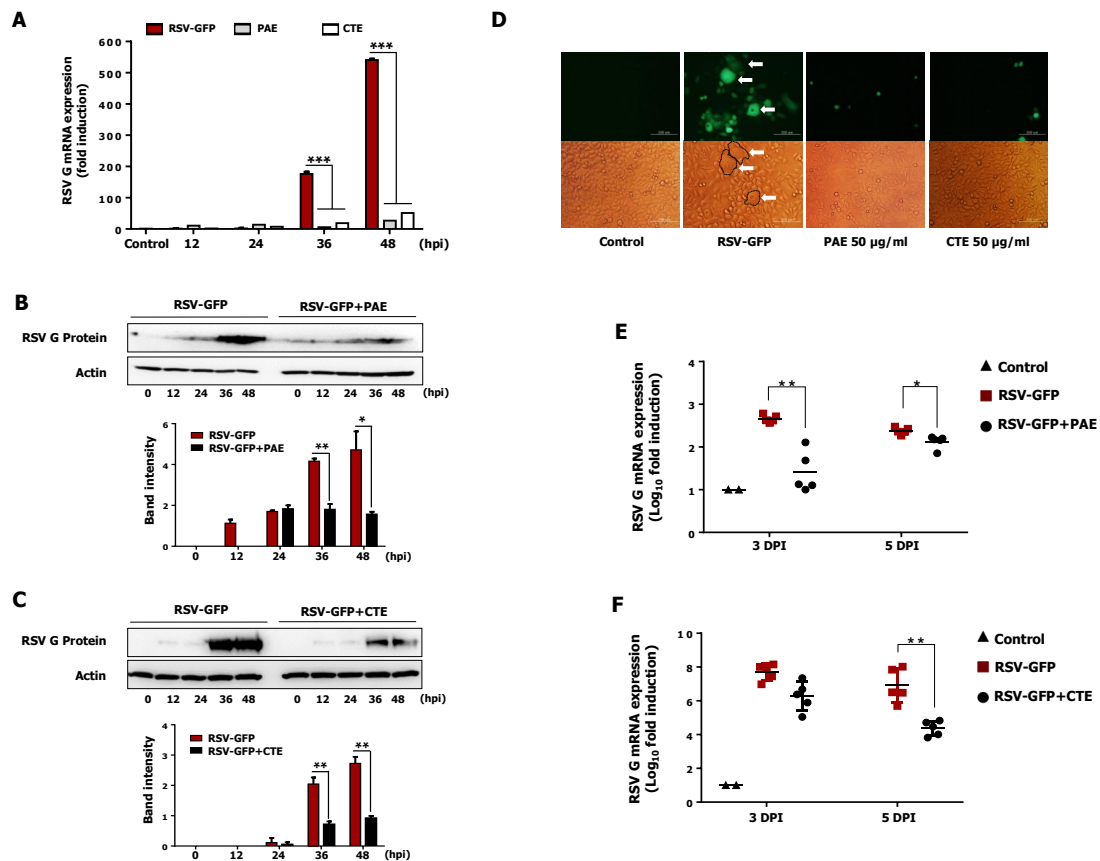 A
RSV-GFP PAE CTE
RSV G mRNA expression
(fold induction)
600
500
400
300
200
100
0
***
***
Control 12 24 36 48 (hpi)
B
RSV-GFP RSV-GFP+PAE
RSV G Protein
Actin
0 12 24 36 48 0 12 24 36 48 (hpi)
RSV-GFP
RSV-GFP+PAE
Band intensity
6
4
2
0
**
*
0 12 24 36 48 (hpi)
C
RSV-GFP RSV-GFP+CTE
RSV G Protein
Actin
0 12 24 36 48 0 12 24 36 48 (hpi)
RSV-GFP
RSV-GFP+CTE
Band intensity
4
3
2
1
0
**
**
0 12 24 36 48 (hpi)
D
Control RSV-GFP PAE 50 µg/ml CTE 50 µg/ml
E
RSV G mRNA expression
(Log10 fold induction)
4
3
2
1
0
**
*
3 DPI 5 DPI
Control
RSV-GFP
RSV-GFP+PAE
F
RSV G mRNA expression
(Log10 fold induction)
10
8
6
4
2
0
**
3 DPI 5 DPI
Control
RSV-GFP
RSV-GFP+CTE